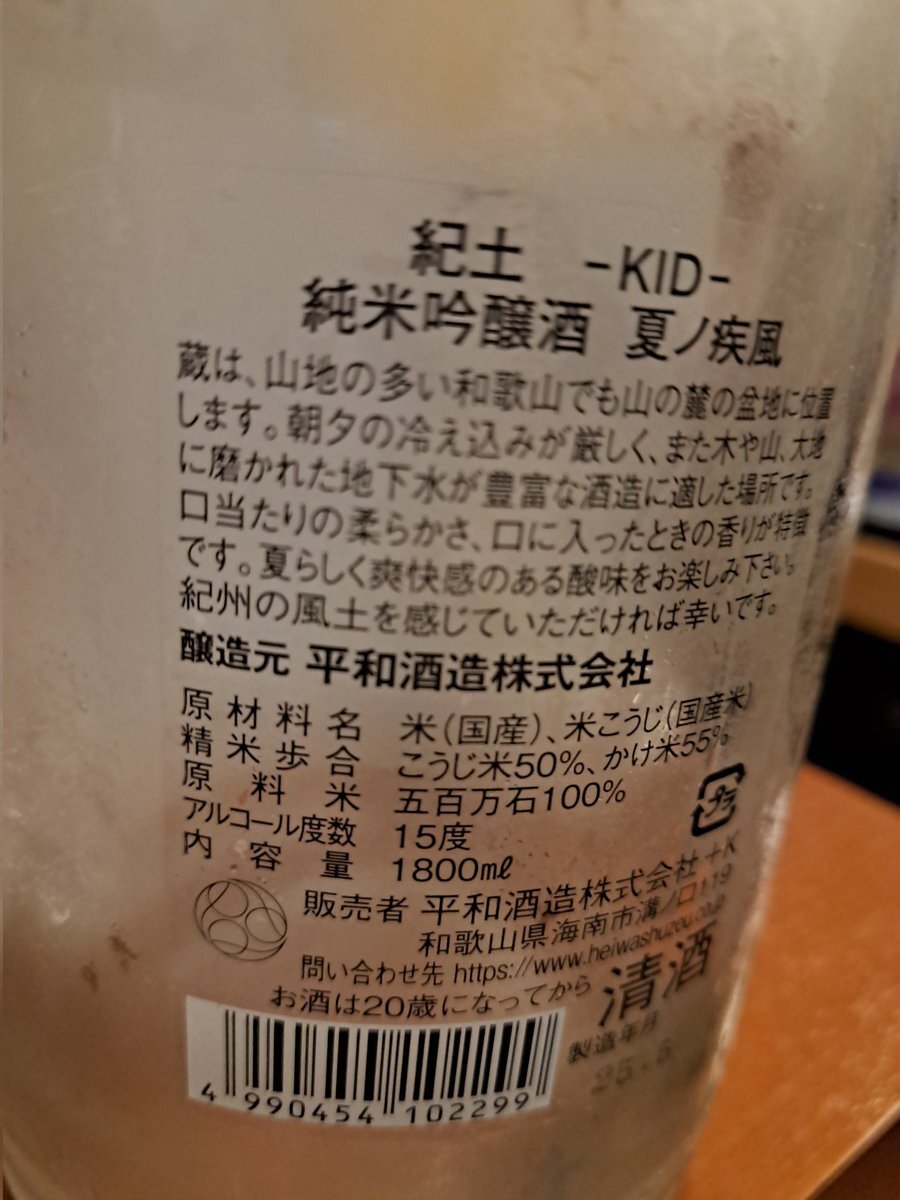 紀土 -KID-
純米吟醸酒 夏ノ疾風
蔵は、山地の多い和歌山でも山の麓の盆地に位置
します。朝夕の冷え込みが厳しく、また木や山、大地
に磨かれた地下水が豊富な酒造に適した場所です。
口当たりの柔らかさ、口に入ったときの香りが特徴
です。夏らしく爽快感のある酸味をお楽しみ下さい。
紀州の風土を感じていただければ幸いです。
醸造元 平和酒造株式会社
原材料名 米(国産)、米こうじ(国産米)
精米歩合 こうじ米50%、かけ米55%
原料米 五百万石100%
アルコール度数 15度
内容量 1800ml
プラ
販売者 平和酒造株式会社 +K
和歌山県海南市溝ノ口119
問い合わせ先 https://www.heiwashuzou.co.jp
お酒は20歳になってから
清酒
製造年月
25.5
4 990454 102299